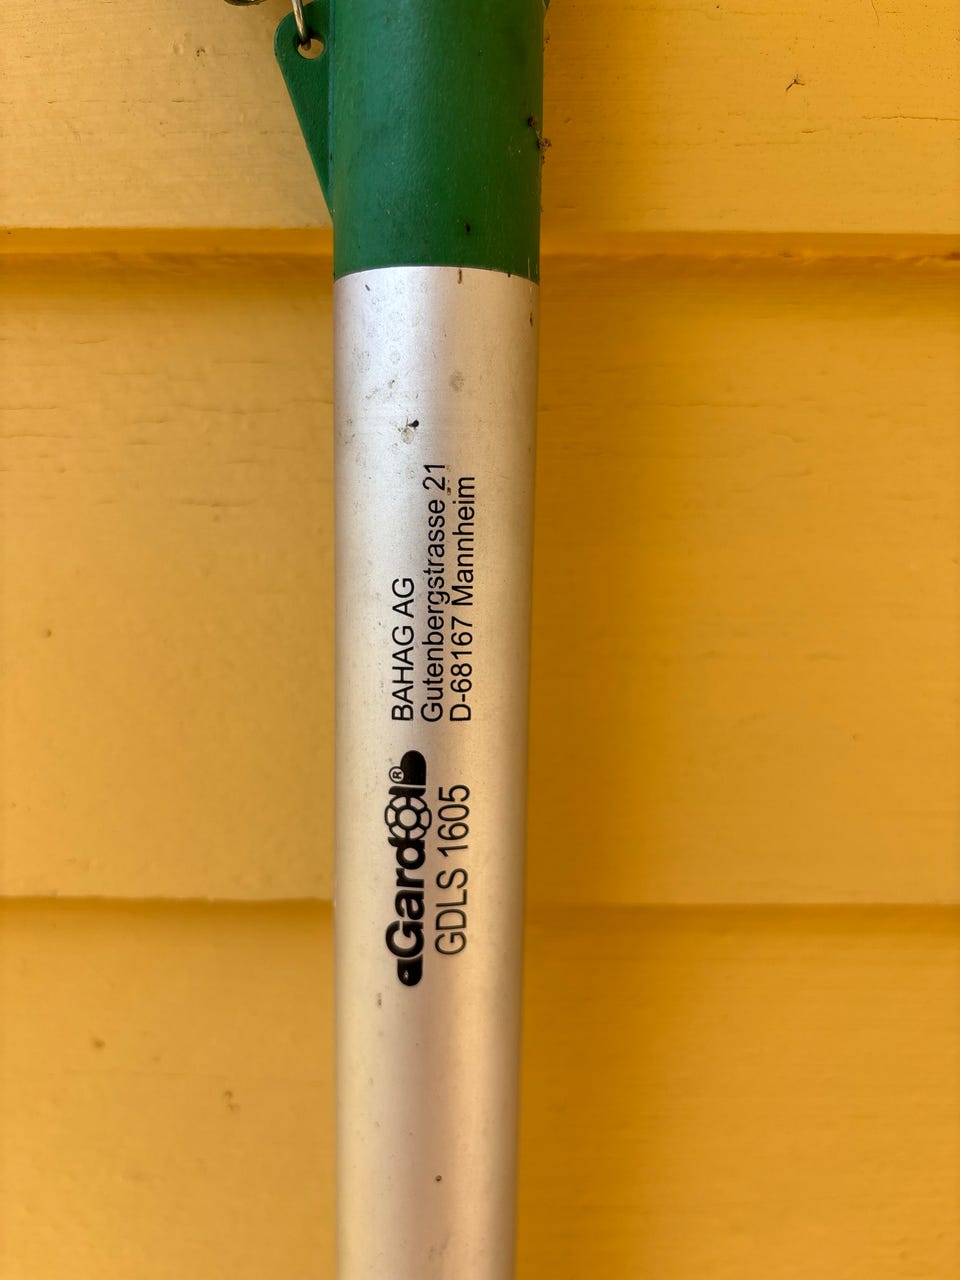 Gardol®
GDLS 1605
BAHAG AG
Gutenbergstrasse 21
D-68167 Mannheim